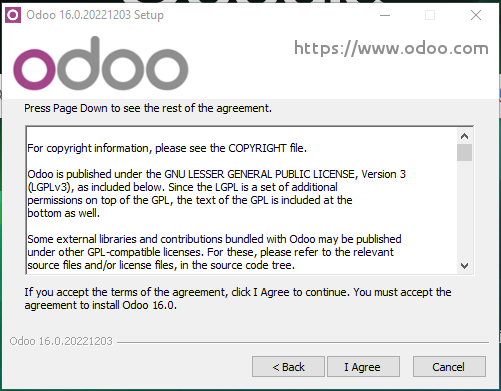 Odoo 16.0.20221203 Setup
odoo
https://www.odoo.com
Press Page Down to see the rest of the agreement.
For copyright information, please see the COPYRIGHT file.
Odoo is published under the GNU LESSER GENERAL PUBLIC LICENSE, Version 3
(LGPLv3), as included below. Since the LGPL is a set of additional
permissions on top of the GPL, the text of the GPL is included at the
bottom as well.
Some external libraries and contributions bundled with Odoo may be published
under other GPL-compatible licenses. For these, please refer to the relevant
source files and/or license files, in the source code tree.
If you accept the terms of the agreement, click I Agree to continue. You must accept the
agreement to install Odoo 16.0.
Odoo 16.0.20221203
< Back
I Agree
Cancel